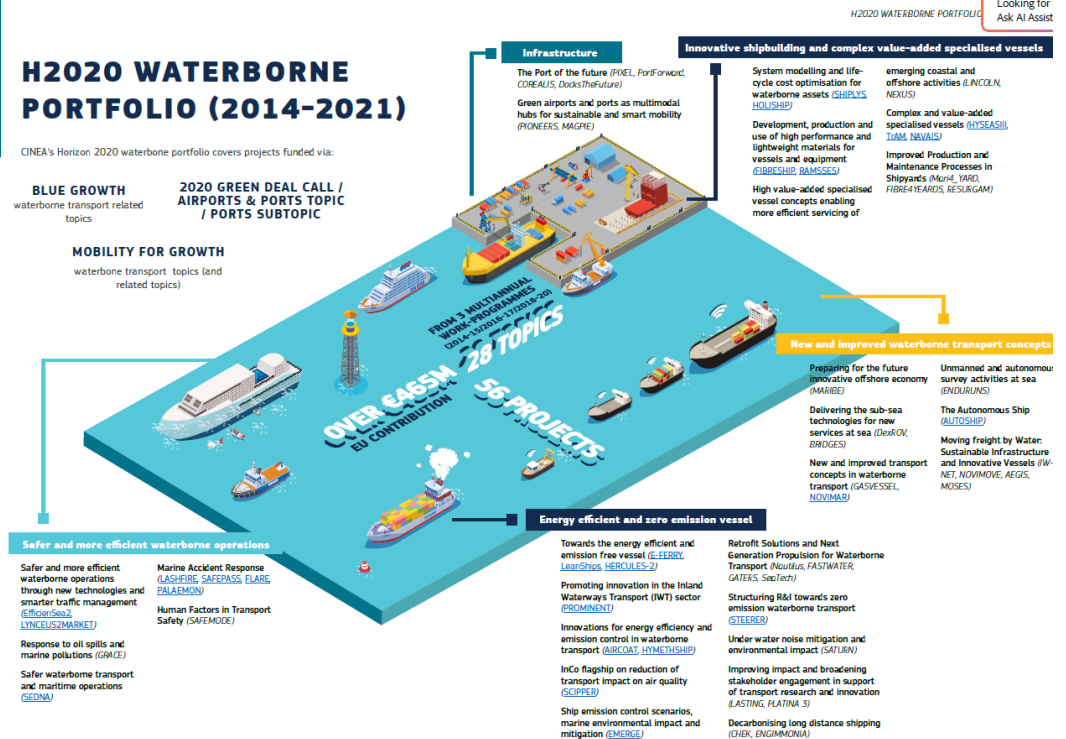 H2020 WATERBORNE PORTFOLIO
Looking for
Ask AI Assist
H2020 WATERBORNE
PORTFOLIO (2014-2021)
CINEA's Horizon 2020 waterbone portfolio covers projects funded via:
BLUE GROWTH
waterborne transport related
topics
2020 GREEN DEAL CALL /
AIRPORTS & PORTS TOPIC
/ PORTS SUBTOPIC
MOBILITY FOR GROWTH
waterbone transport topics (and
related topics)
Infrastructure
The Port of the future (PIXEL, PortForward,
COREALIS, DocksTheFuture)
Green airports and ports as multimodal
hubs for sustainable and smart mobility
(PIONEERS, MAGPIE)
Innovative shipbuilding and complex value-added specialised vessels
System modelling and life-
cycle cost optimisation for
waterborne assets (SHIPLYS,
HOLISHIP)
Development, production and
use of high performance and
lightweight materials for
vessels and equipment
(FIBRESHIP, RAMSSES)
High value-added specialised
vessel concepts enabling
more efficient servicing of
emerging coastal and
offshore activities (LINCOLN,
NEXUS)
Complex and value-added
specialised vessels (HYSEASIII,
TrAM, NAVAIS)
Improved Production and
Maintenance Processes in
Shipyards (Mari4_YARD,
FIBRE4YEARDS, RESURGAM)
FROM 3 MULTIANNUAL
WORK-PROGRAMMES
(2014-15/2016-17/2018-20)
28 TOPICS
OVER €465M
EU CONTRIBUTION
56 PROJECTS
New and improved waterborne transport concepts
Preparing for the future
innovative offshore economy
(MARIBE)
Delivering the sub-sea
technologies for new
services at sea (DexROV,
BRIDGES)
New and improved transport
concepts in waterborne
transport (GASVESSEL,
NOVIMAR)
Unmanned and autonomous
survey activities at sea
(ENDURUNS)
The Autonomous Ship
(AUTOSHIP)
Moving freight by Water:
Sustainable Infrastructure
and Innovative Vessels (IW-
NET, NOVIMOVE, AEGIS,
MOSES)
Safer and more efficient waterborne operations
Safer and more efficient
waterborne operations
through new technologies and
smarter traffic management
(EfficienSea2,
LYNCEUS2MARKET)
Response to oil spills and
marine pollutions (GRACE)
Safer waterborne transport
and maritime operations
(SEDNA)
Marine Accident Response
(LASHFIRE, SAFEPASS, FLARE,
PALAEMON)
Human Factors in Transport
Safety (SAFEMODE)
Energy efficient and zero emission vessel
Towards the energy efficient and
emission free vessel (E-FERRY,
LeanShips, HERCULES-2)
Promoting innovation in the Inland
Waterways Transport (IWT) sector
(PROMINENT)
Innovations for energy efficiency and
emission control in waterborne
transport (AIRCOAT, HYMETHSHIP)
InCo flagship on reduction of
transport impact on air quality
(SCIPPER)
Ship emission control scenarios,
marine environmental impact and
mitigation (EMERGE)
Retrofit Solutions and Next
Generation Propulsion for Waterborne
Transport (Nautilus, FASTWATER,
GATERS, SeaTech)
Structuring R&I towards zero
emission waterborne transport
(STEERER)
Under water noise mitigation and
environmental impact (SATURN)
Improving impact and broadening
stakeholder engagement in support
of transport research and innovation
(LASTING, PLATINA 3)
Decarbonising long distance shipping
(CHEK, ENGIMMONIA)